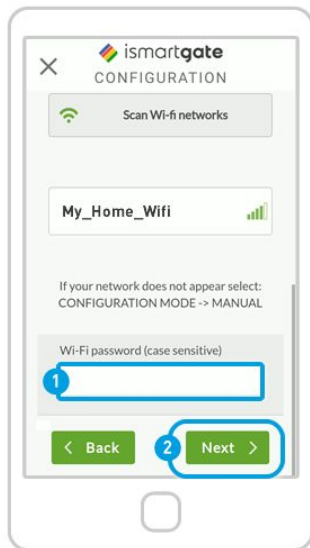 ismartgate
CONFIGURATION
Scan Wi-fi networks
My_Home_Wifi
If your network does not appear select:
CONFIGURATION MODE -> MANUAL
Wi-Fi password (case sensitive)
1
< Back
2
Next >